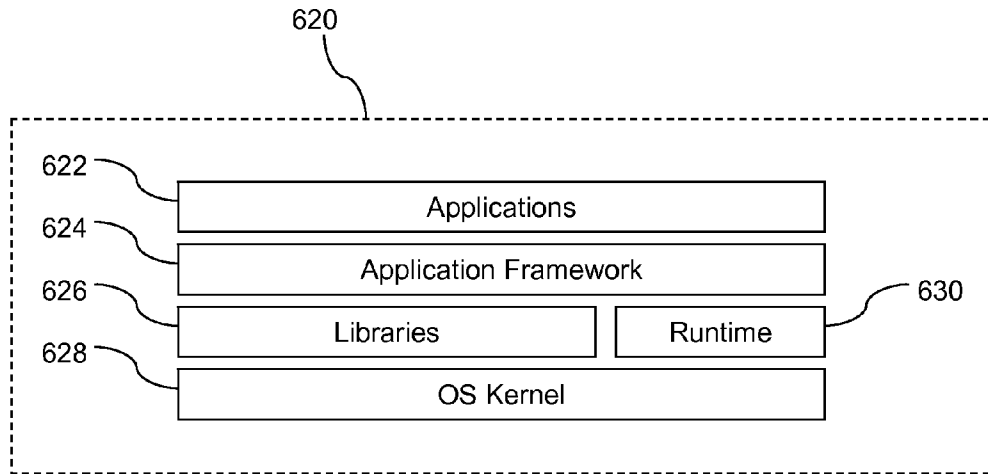 620
622
Applications
624
Application Framework
626
Libraries
Runtime
630
628
OS Kernel